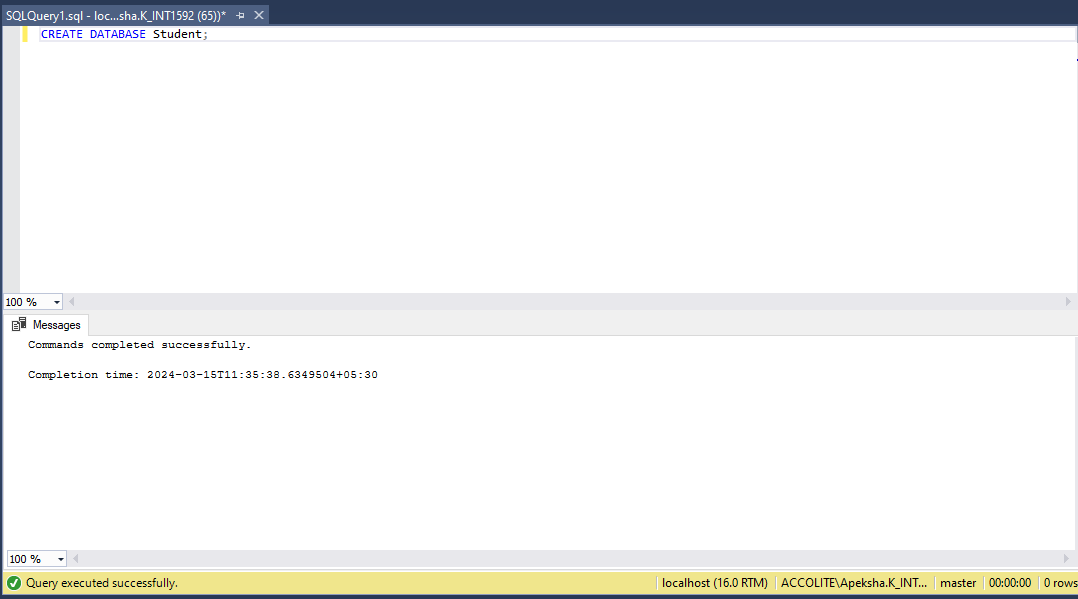 SQLQuery1.sql - loc...sha.K_INT1592 (65))*
CREATE DATABASE Student;
100 %
Messages
Commands completed successfully.
Completion time: 2024-03-15T11:35:38.6349504+05:30
100 %
Query executed successfully. localhost (16.0 RTM) ACCOLITE\Apeksha.K_INT... master 00:00:00 0 rows